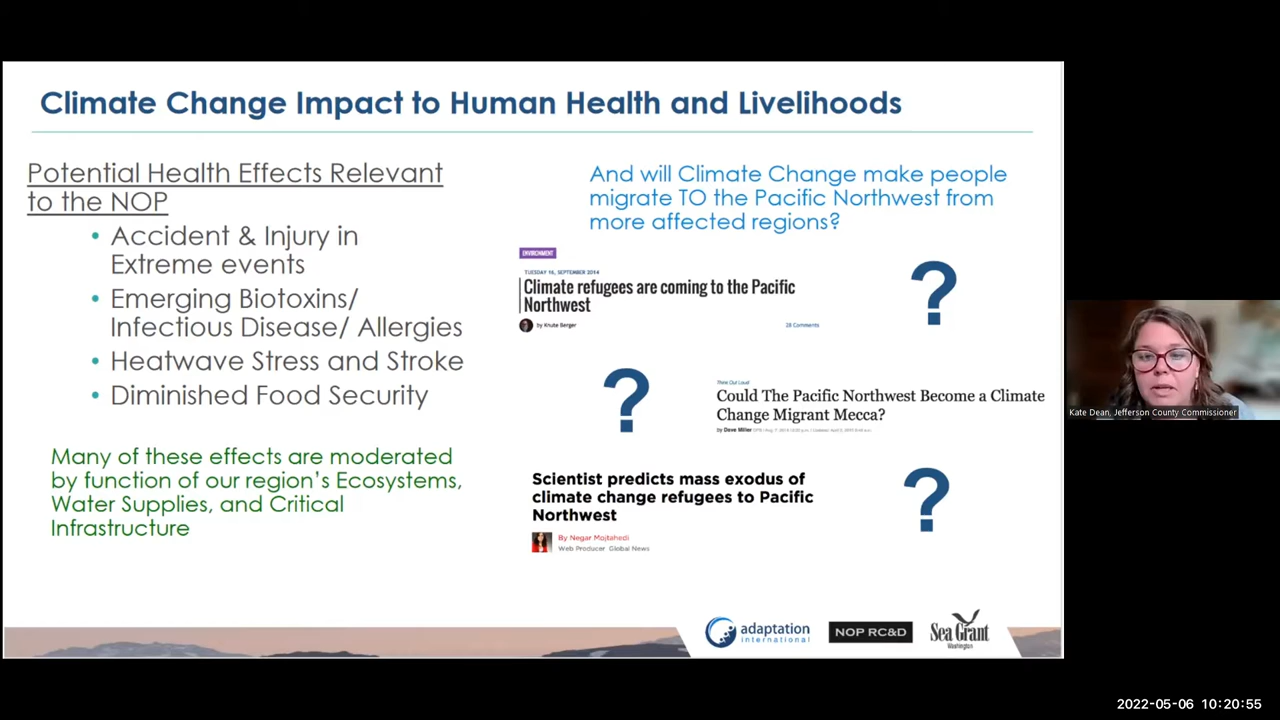 Climate Change Impact to Human Health and Livelihoods
Potential Health Effects Relevant
to the NOP
• Accident & Injury in
Extreme events
• Emerging Biotoxins/
Infectious Disease/ Allergies
• Heatwave Stress and Stroke
• Diminished Food Security
Many of these effects are moderated
by function of our region's Ecosystems,
Water Supplies, and Critical
Infrastructure
And will Climate Change make people
migrate TO the Pacific Northwest from
more affected regions?
ENVIRONMENT
TUESDAY 16, SEPTEMBER 2014
Climate refugees are coming to the Pacific
Northwest
by Knute Berger
28 Comments
?
?
Think Out Loud
Could The Pacific Northwest Become a Climate
Change Migrant Mecca?
by Dave Miller
Scientist predicts mass exodus of
climate change refugees to Pacific
Northwest
By Negar Mojtahedi
Web Producer Global News
?
adaptation
international
NOP RC&D
Sea Grant
Washington
Kate Dean, Jefferson County Commissioner
2022-05-06 10:20:55